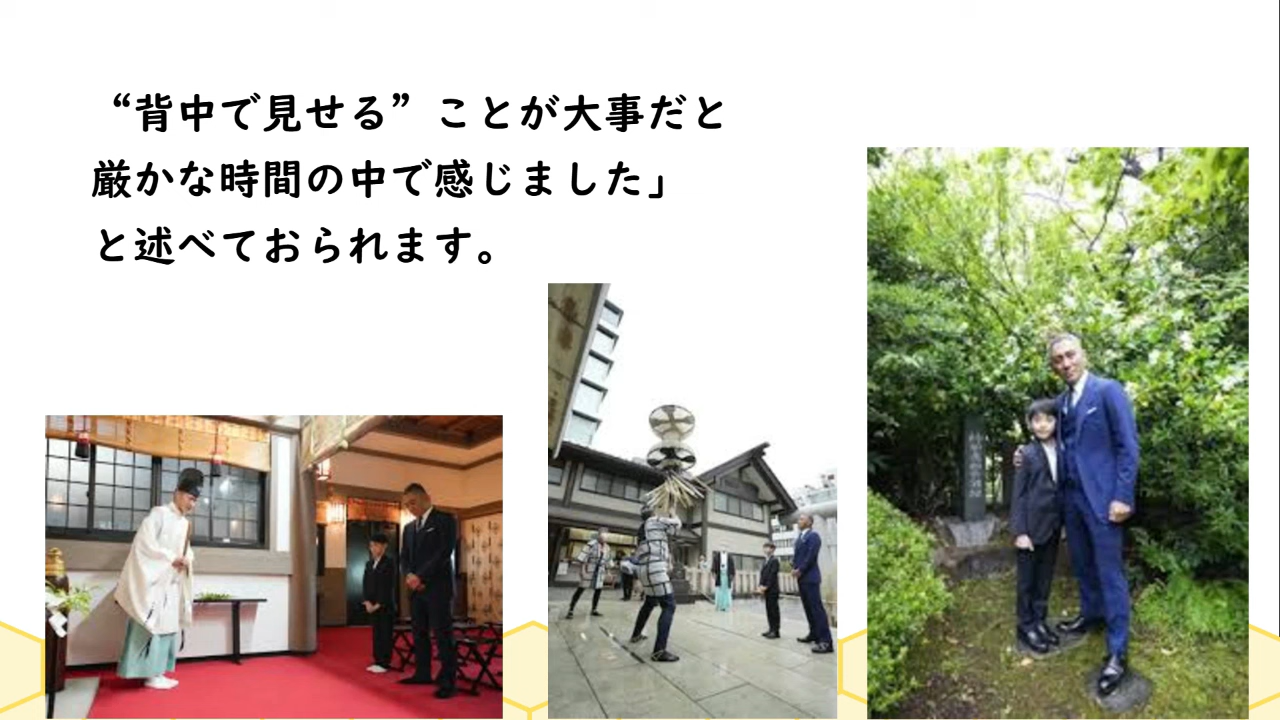 “背中で見せる”ことが大事だと
厳かな時間の中で感じました」
と述べておられます。